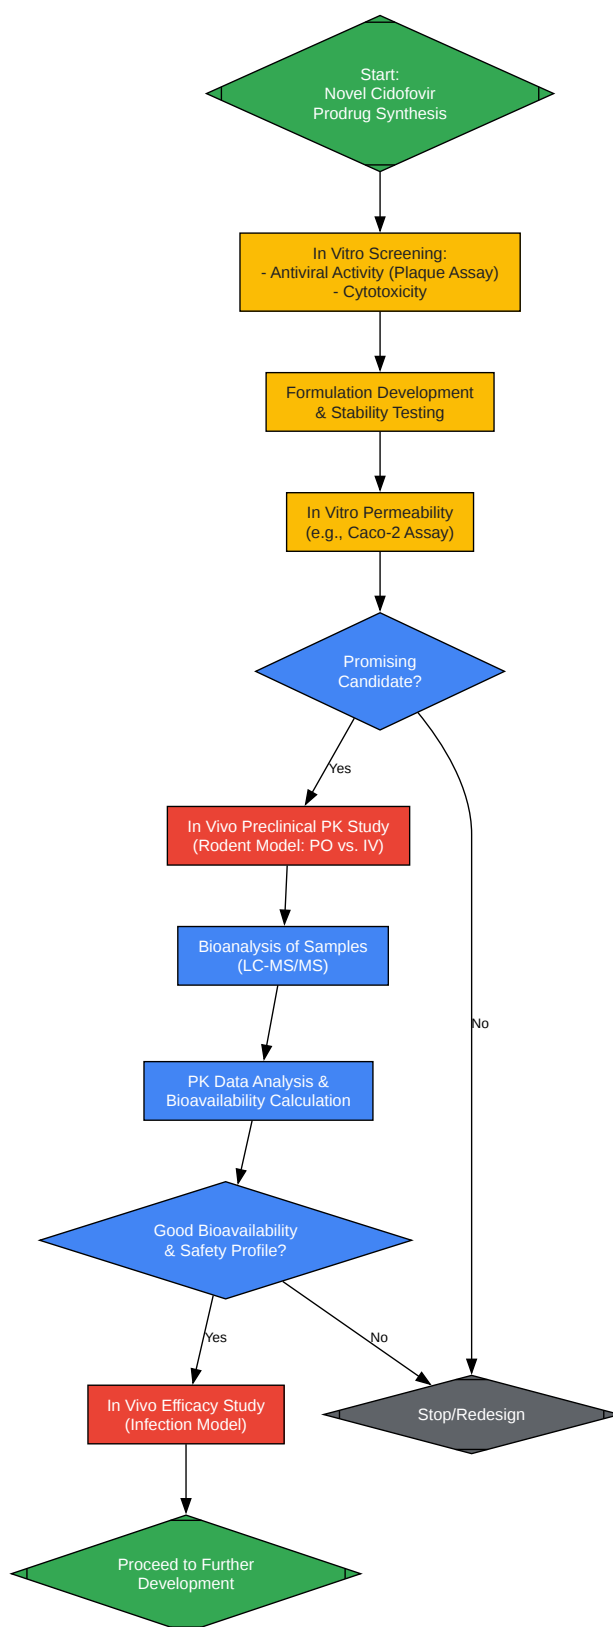 Start:
Novel Cidofovir
Prodrug Synthesis
In Vitro Screening:
- Antiviral Activity (Plaque Assay)
- Cytotoxicity
Formulation Development
& Stability Testing
In Vitro Permeability
(e.g., Caco-2 Assay)
Promising
Candidate?
Yes
In Vivo Preclinical PK Study
(Rodent Model: PO vs. IV)
Bioanalysis of Samples
(LC-MS/MS)
No
PK Data Analysis &
Bioavailability Calculation
Good Bioavailability
& Safety Profile?
Yes
No
In Vivo Efficacy Study
(Infection Model)
Stop/Redesign
Proceed to Further
Development